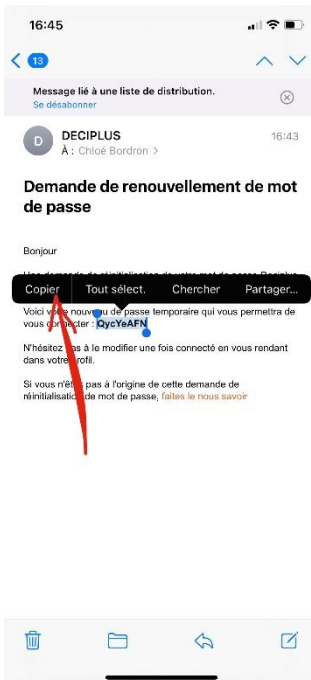 16:45
13
Message lié à une liste de distribution.
Se désabonner
D
DECIPLUS
16:43
À : Chloé Bordron >
Demande de renouvellement de mot
de passe
Bonjour
Copier Tout sélect. Chercher Partager...
Voici nouveau de passe temporaire qui vous permettra de
vous connecter : QycYeAFN
N'hésitez pas à le modifier une fois connecté en vous rendant
dans votre profil.
Si vous n'êtes pas à l'origine de cette demande de
réinitialisation de mot de passe, faites le nous savoir